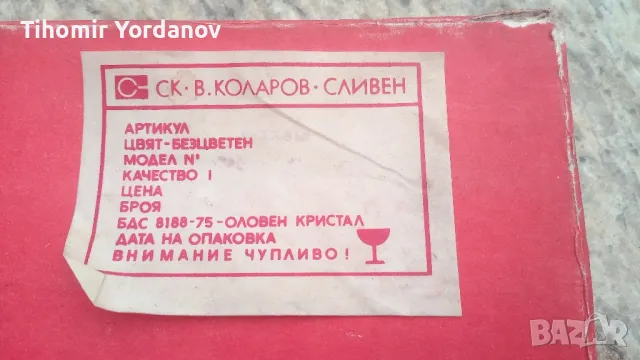 Tihomir Yordanov
СК · В. КОЛАРОВ · СЛИВЕН
АРТИКУЛ
ЦВЯТ-БЕЗЦВЕТЕН
МОДЕЛ N°
КАЧЕСТВО I
ЦЕНА
БРОЯ
БДС 8188-75-ОЛОВЕН КРИСТАЛ
ДАТА НА ОПАКОВКА
ВНИМАНИЕ ЧУПЛИВО!
BAZAR